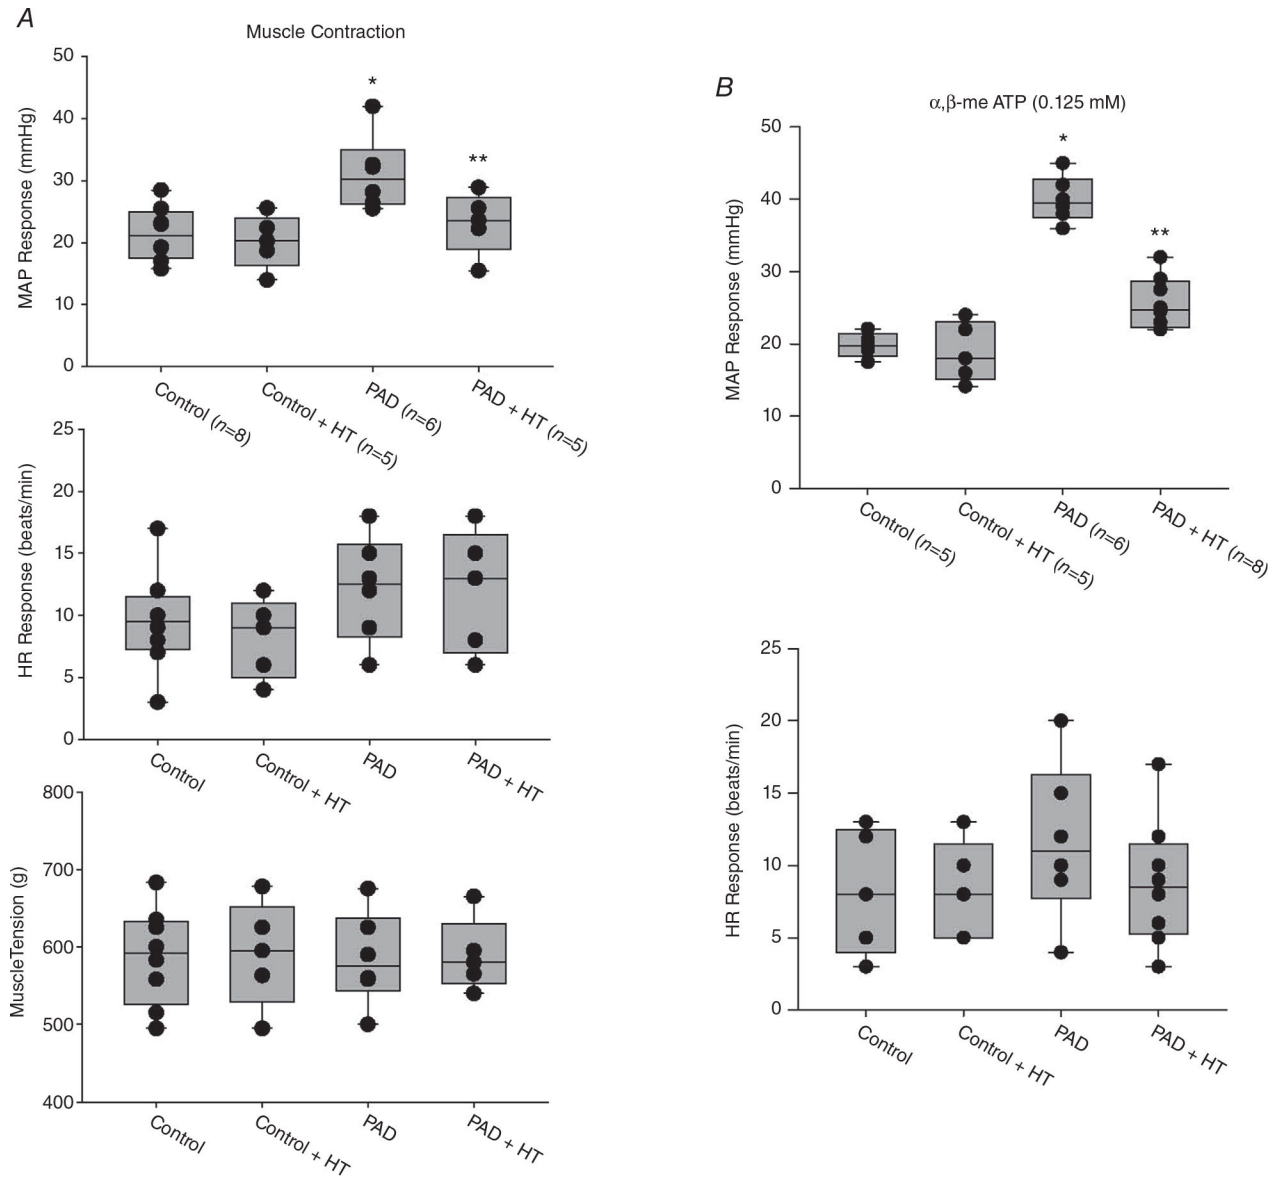 A
Muscle Contraction
MAP Response (mmHg)
50
40
30
20
10
0
*
**
Control (n=8)
Control + HT (n=5)
PAD (n=6)
PAD + HT (n=5)
HR Response (beats/min)
25
20
15
10
5
0
Control
Control + HT
PAD
PAD + HT
MuscleTension (g)
800
700
600
500
400
Control
Control + HT
PAD
PAD + HT
B
α,β-me ATP (0.125 mM)
MAP Response (mmHg)
50
40
30
20
10
0
*
**
Control (n=5)
Control + HT (n=5)
PAD (n=6)
PAD + HT (n=8)
HR Response (beats/min)
25
20
15
10
5
0
Control
Control + HT
PAD
PAD + HT